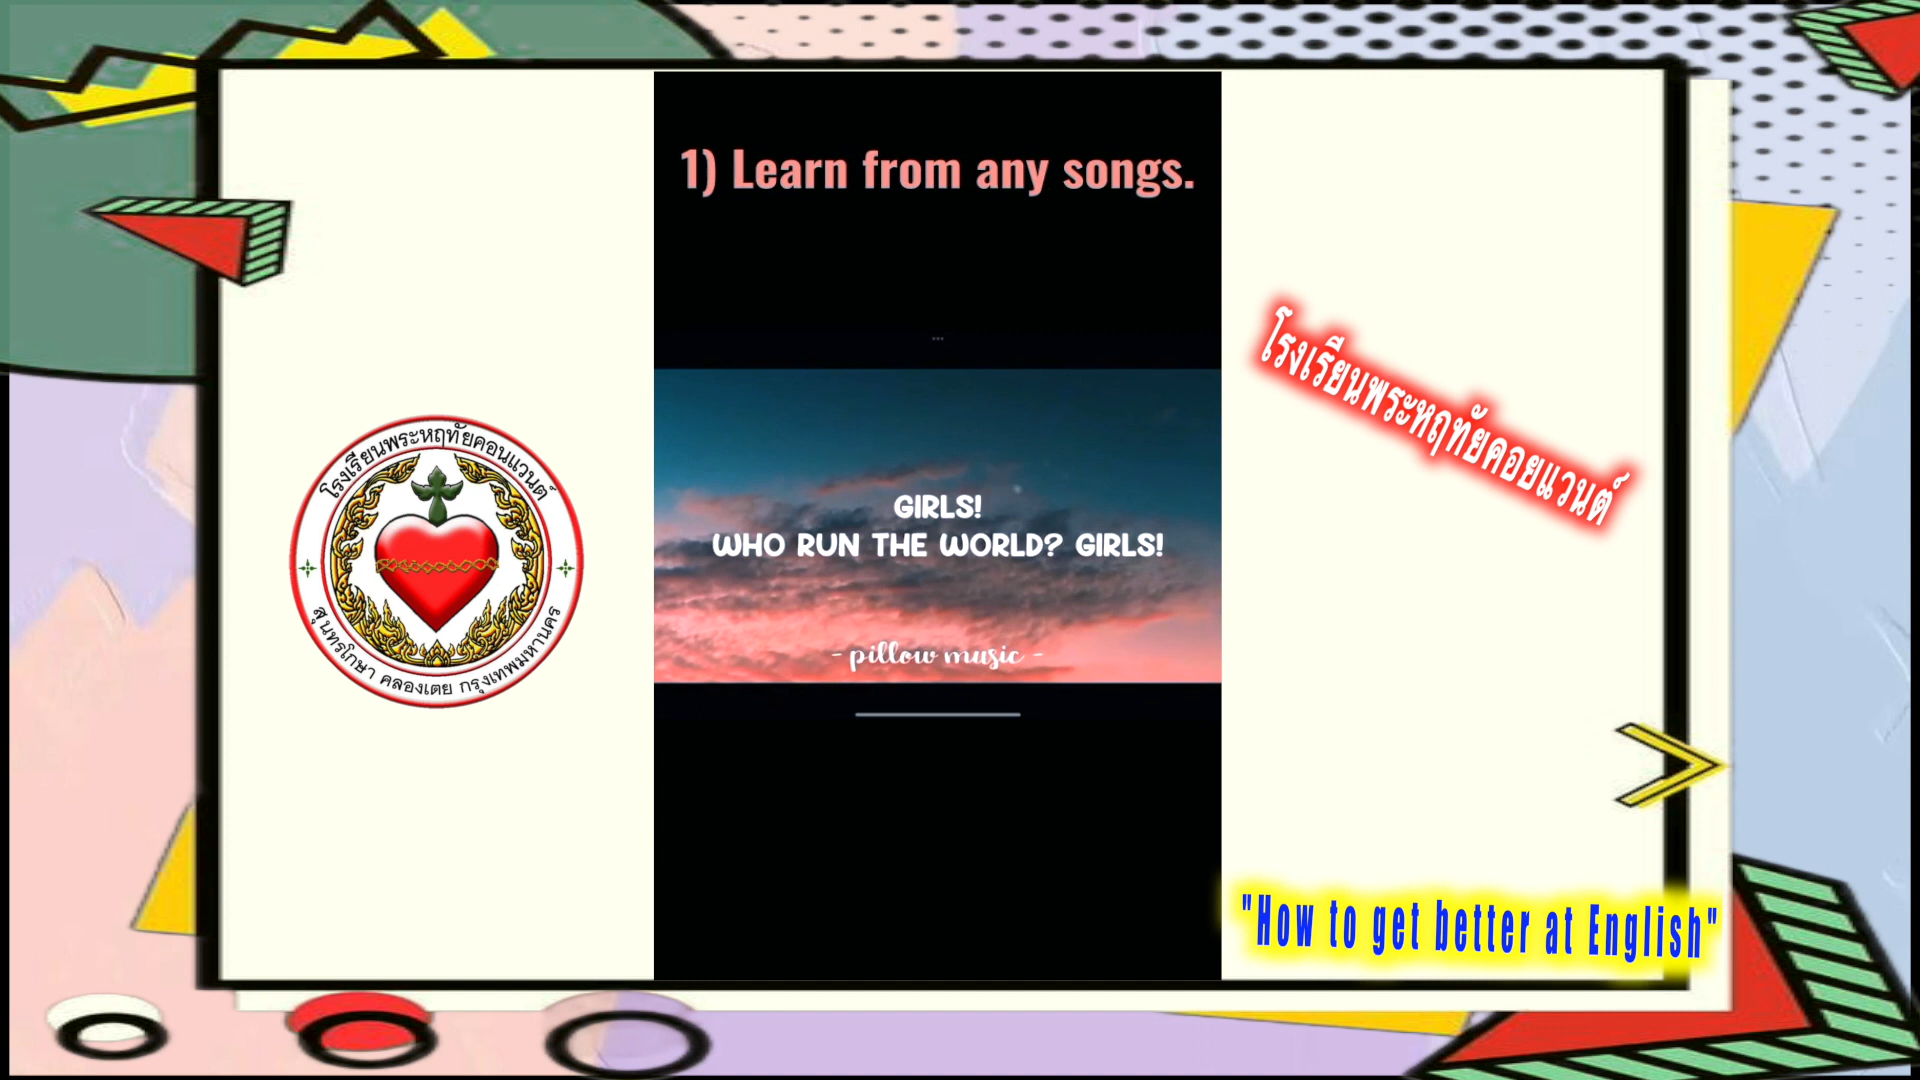 1) Learn from any songs.
โรงเรียนพระหฤทัยคอยแวนต์
โรงเรียนพระหฤทัยคอนแวนต์
สุนทรโกษา คลองเตย กรุงเทพมหานคร
GIRLS!
WHO RUN THE WORLD? GIRLS!
- pillow music -
"How to get better at English"